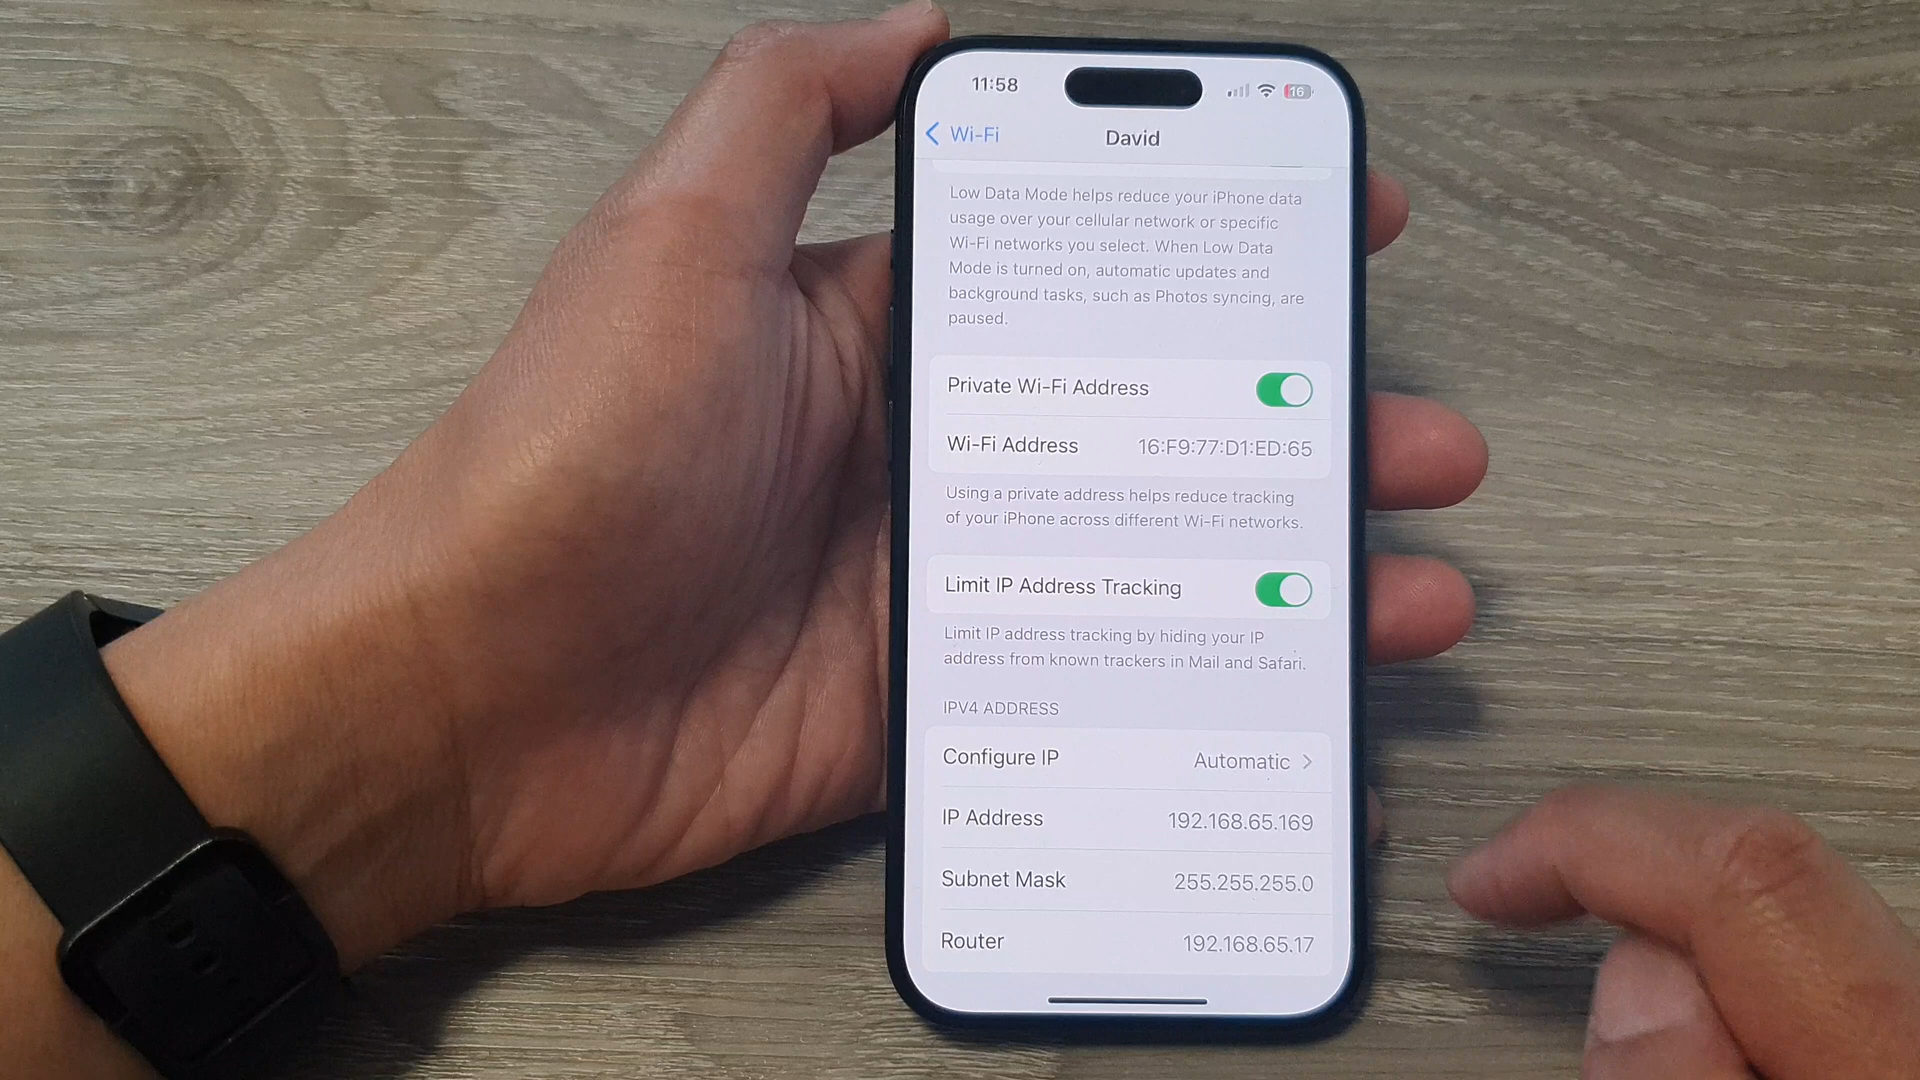 11:58
16
Wi-Fi
David
Low Data Mode helps reduce your iPhone data
usage over your cellular network or specific
Wi-Fi networks you select. When Low Data
Mode is turned on, automatic updates and
background tasks, such as Photos syncing, are
paused.
Private Wi-Fi Address
Wi-Fi Address 16:F9:77:D1:ED:65
Using a private address helps reduce tracking
of your iPhone across different Wi-Fi networks.
Limit IP Address Tracking
Limit IP address tracking by hiding your IP
address from known trackers in Mail and Safari.
IPV4 ADDRESS
Configure IP Automatic
IP Address 192.168.65.169
Subnet Mask 255.255.255.0
Router 192.168.65.17